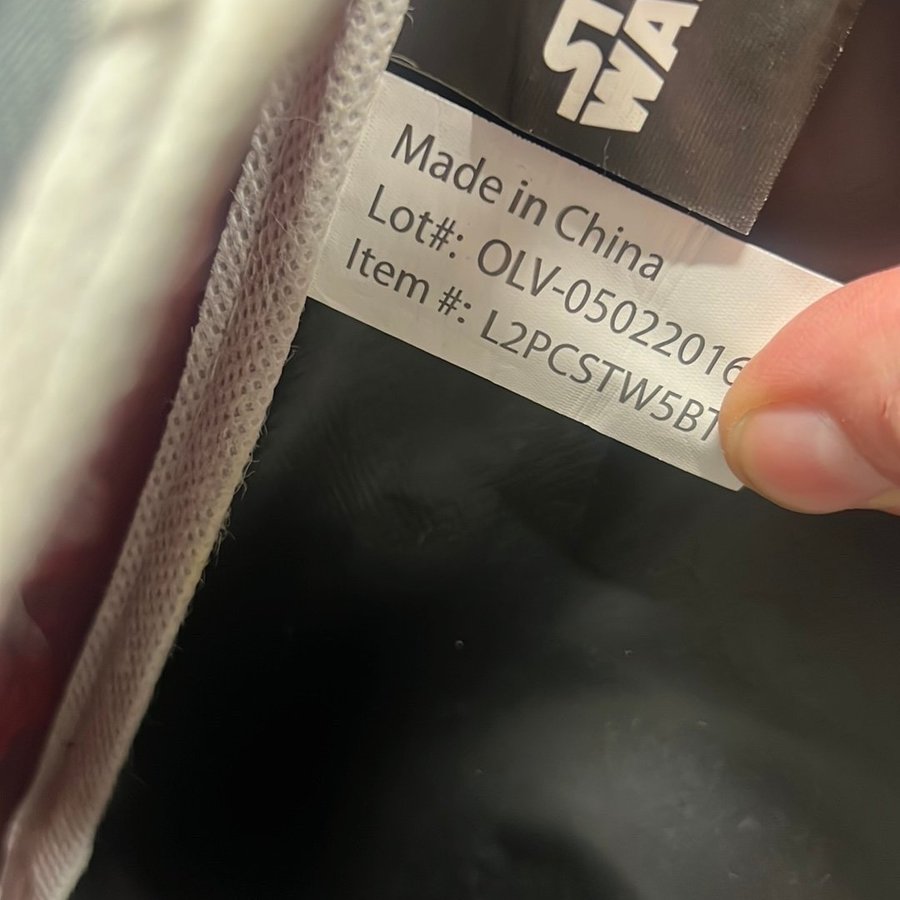 Made in China
Lot#: OLV-05022016
Item #: L2PCSTW5BT